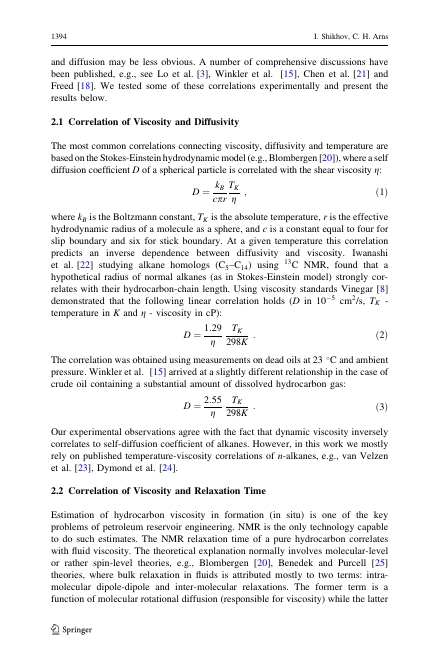 1394
I. Shikhov, C. H. Arns
and diffusion may be less obvious. A number of comprehensive discussions have
been published, e.g., see Lo et al. [3], Winkler et al. [15], Chen et al. [21] and
Freed [18]. We tested some of these correlations experimentally and present the
results below.
2.1 Correlation of Viscosity and Diffusivity
The most common correlations connecting viscosity, diffusivity and temperature are
based on the Stokes-Einstein hydrodynamic model (e.g., Blombergen [20]), where a self
diffusion coefficient D of a spherical particle is correlated with the shear viscosity η:
D = \frac{k_B}{cπr} \frac{T_K}{η} , (1)
where k_B is the Boltzmann constant, T_K is the absolute temperature, r is the effective
hydrodynamic radius of a molecule as a sphere, and c is a constant equal to four for
slip boundary and six for stick boundary. At a given temperature this correlation
predicts an inverse dependence between diffusivity and viscosity. Iwanashi
et al. [22] studying alkane homologs (C₅–C₁₄) using ¹³C NMR, found that a
hypothetical radius of normal alkanes (as in Stokes-Einstein model) strongly cor-
relates with their hydrocarbon-chain length. Using viscosity standards Vinegar [8]
demonstrated that the following linear correlation holds (D in 10⁻⁵ cm²/s, T_K -
temperature in K and η - viscosity in cP):
D = \frac{1.29}{η} \frac{T_K}{298K} . (2)
The correlation was obtained using measurements on dead oils at 23 °C and ambient
pressure. Winkler et al. [15] arrived at a slightly different relationship in the case of
crude oil containing a substantial amount of dissolved hydrocarbon gas:
D = \frac{2.55}{η} \frac{T_K}{298K} . (3)
Our experimental observations agree with the fact that dynamic viscosity inversely
correlates to self-diffusion coefficient of alkanes. However, in this work we mostly
rely on published temperature-viscosity correlations of n-alkanes, e.g., van Velzen
et al. [23], Dymond et al. [24].
2.2 Correlation of Viscosity and Relaxation Time
Estimation of hydrocarbon viscosity in formation (in situ) is one of the key
problems of petroleum reservoir engineering. NMR is the only technology capable
to do such estimates. The NMR relaxation time of a pure hydrocarbon correlates
with fluid viscosity. The theoretical explanation normally involves molecular-level
or rather spin-level theories, e.g., Blombergen [20], Benedek and Purcell [25]
theories, where bulk relaxation in fluids is attributed mostly to two terms: intra-
molecular dipole-dipole and inter-molecular relaxations. The former term is a
function of molecular rotational diffusion (responsible for viscosity) while the latter
Springer